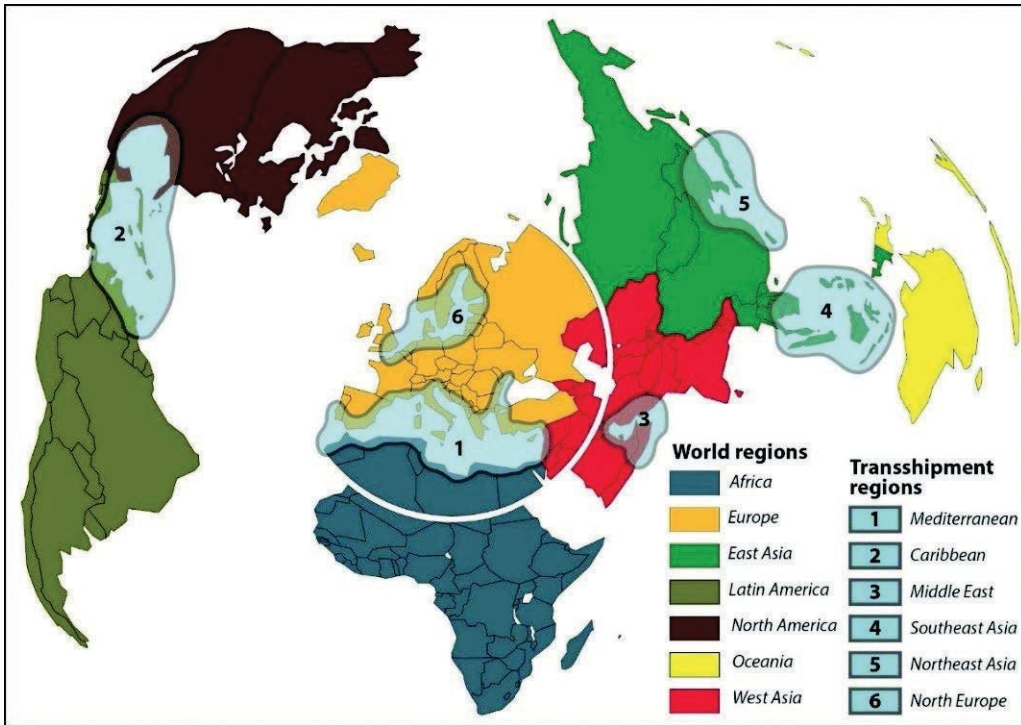 2
5
4
6
3
1
World regions
Africa
Europe
East Asia
Latin America
North America
Oceania
West Asia
Transshipment
regions
1 Mediterranean
2 Caribbean
3 Middle East
4 Southeast Asia
5 Northeast Asia
6 North Europe